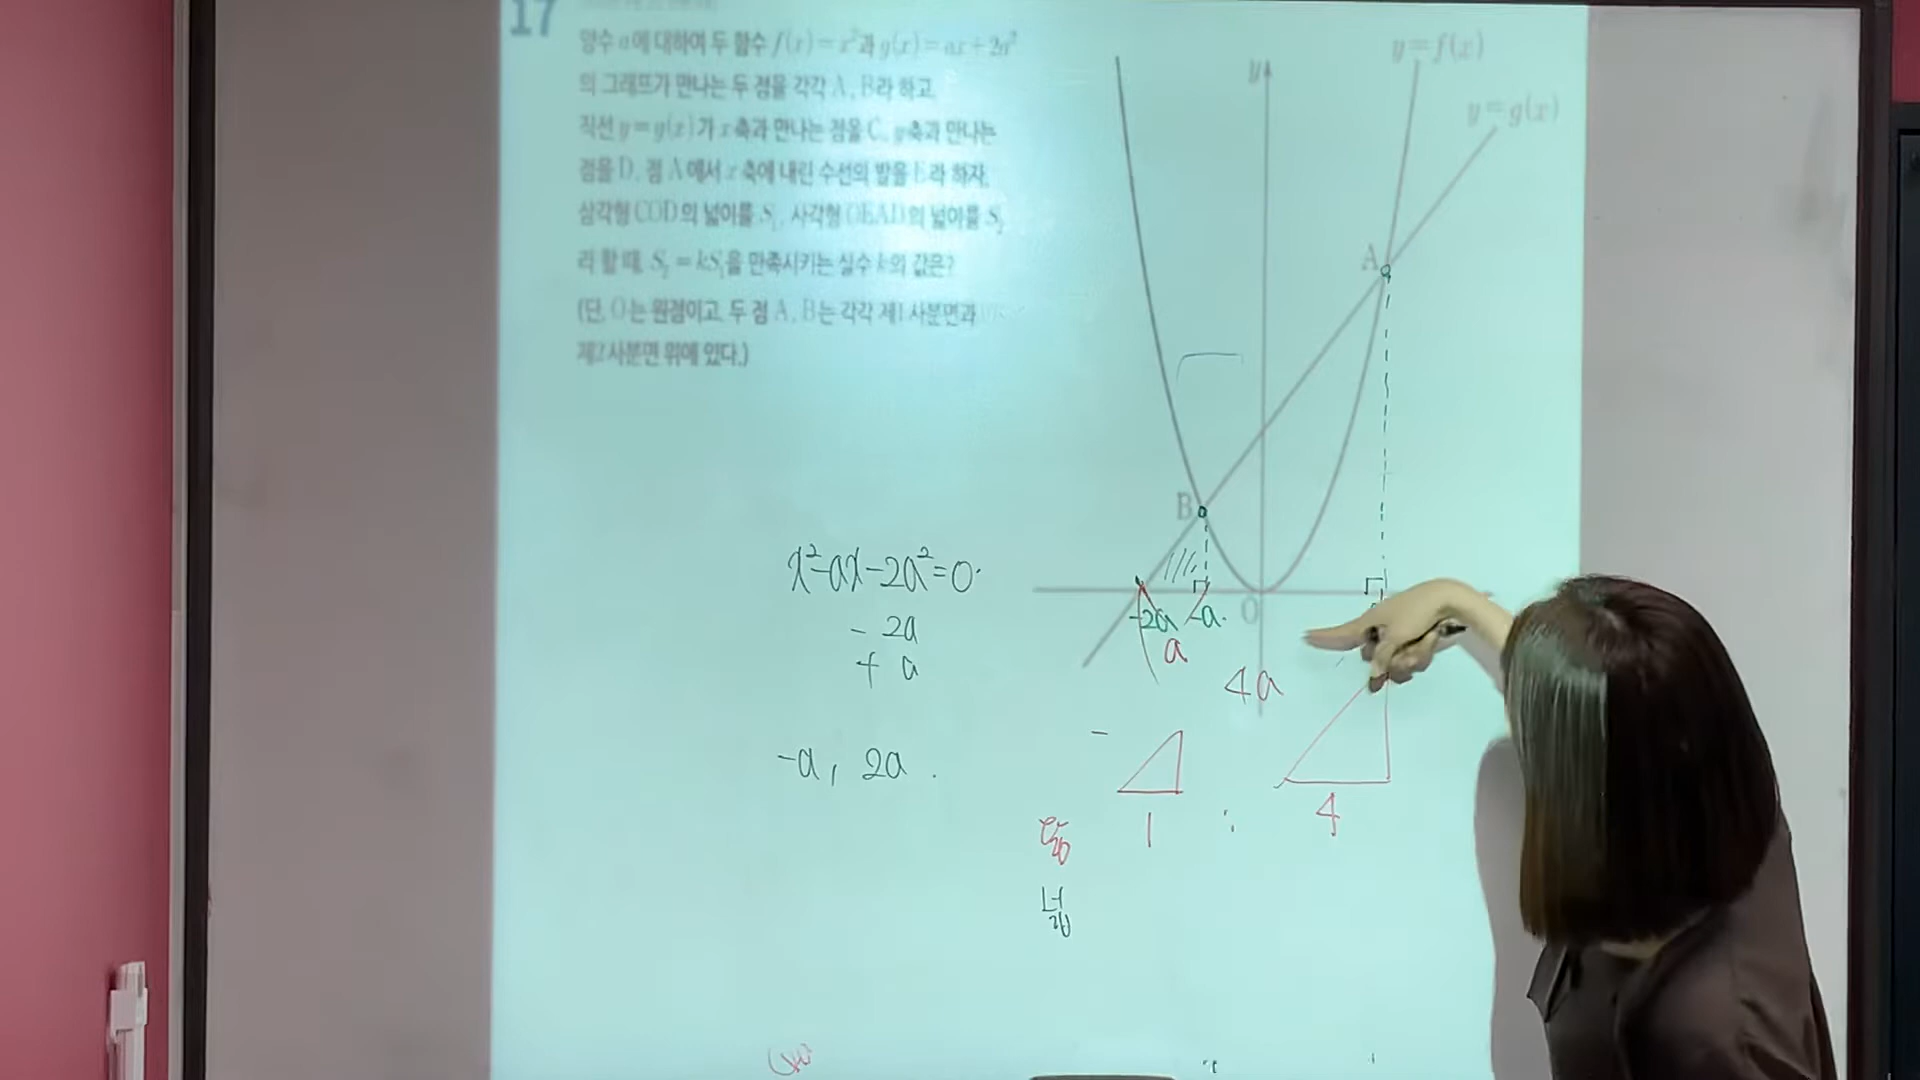 17
양수 a에 대하여 두 함수 f(x)=x²과 g(x)=ax+2a²
의 그래프가 만나는 두 점을 각각 A, B라 하고,
직선 y=g(x)가 x축과 만나는 점을 C, y축과 만나는
점을 D, 점 A에서 x축에 내린 수선의 발을 E라 하자.
삼각형 COD의 넓이를 S₁, 사각형 OEAD의 넓이를 S₂
라 할 때, S₂=kS₁을 만족시키는 실수 k의 값은?
(단, O는 원점이고, 두 점 A, B는 각각 제1사분면과
제2사분면 위에 있다.)
y
y=f(x)
y=g(x)
A
B
O
-2a
-a
a
4a
x²-ax-2a²=0
- 2a
+ a
-a, 2a
닮
1 : 4
넓